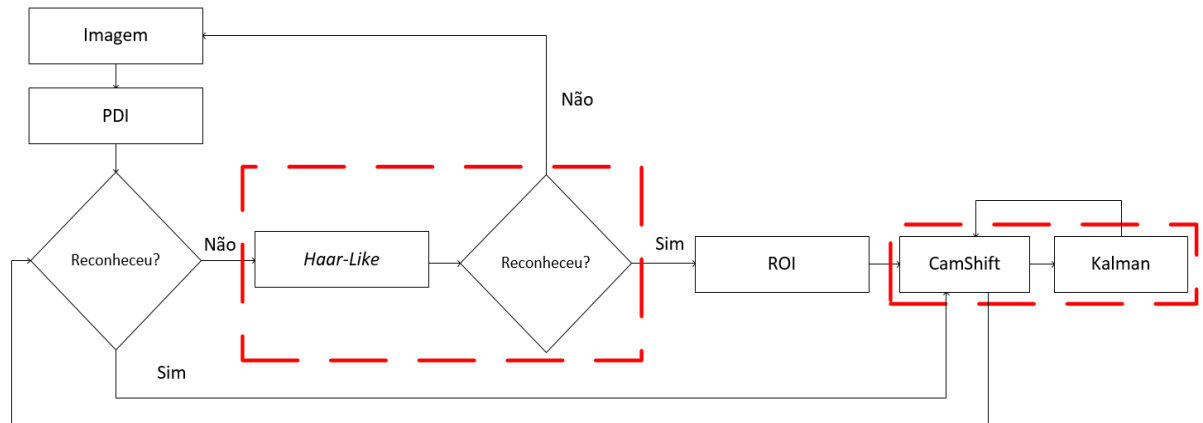 Imagem
PDI
Reconheceu?
Não
Haar-Like
Reconheceu?
Não
Sim
ROI
CamShift
Kalman
Sim